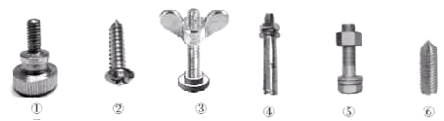 ① ② ③ ④ ⑤ ⑥